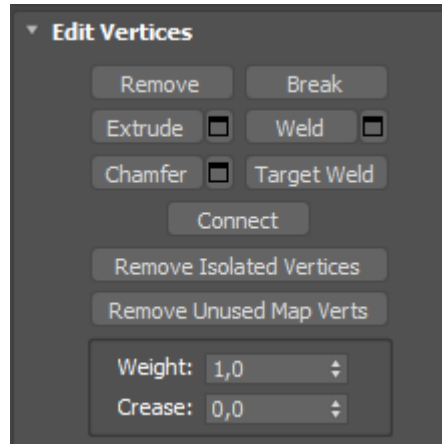 Edit Vertices
Remove Break
Extrude Weld
Chamfer Target Weld
Connect
Remove Isolated Vertices
Remove Unused Map Verts
Weight: 1,0
Crease: 0,0